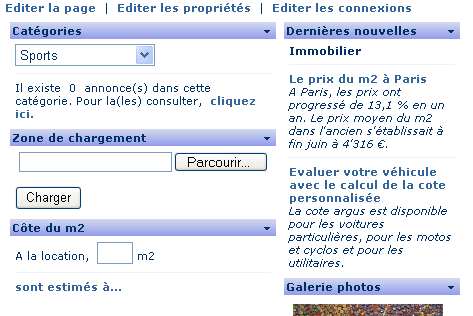 Editer la page | Editer les propriétés | Editer les connexions
Catégories
Sports
Il existe 0 annonce(s) dans cette
catégorie. Pour la(les) consulter, cliquez
ici.
Zone de chargement
Parcourir...
Charger
Côte du m2
A la location, m2
sont estimés à...
Dernières nouvelles
Immobilier
Le prix du m2 à Paris
A Paris, les prix ont
progressé de 13,1 % en un
an. Le prix moyen du m2
dans l'ancien s'établissait à
fin juin à 4'316 €.
Evaluer votre véhicule
avec le calcul de la cote
personnalisée
La cote argus est disponible
pour les voitures
particulières, pour les motos
et cyclos et pour les
utilitaires.
Galerie photos